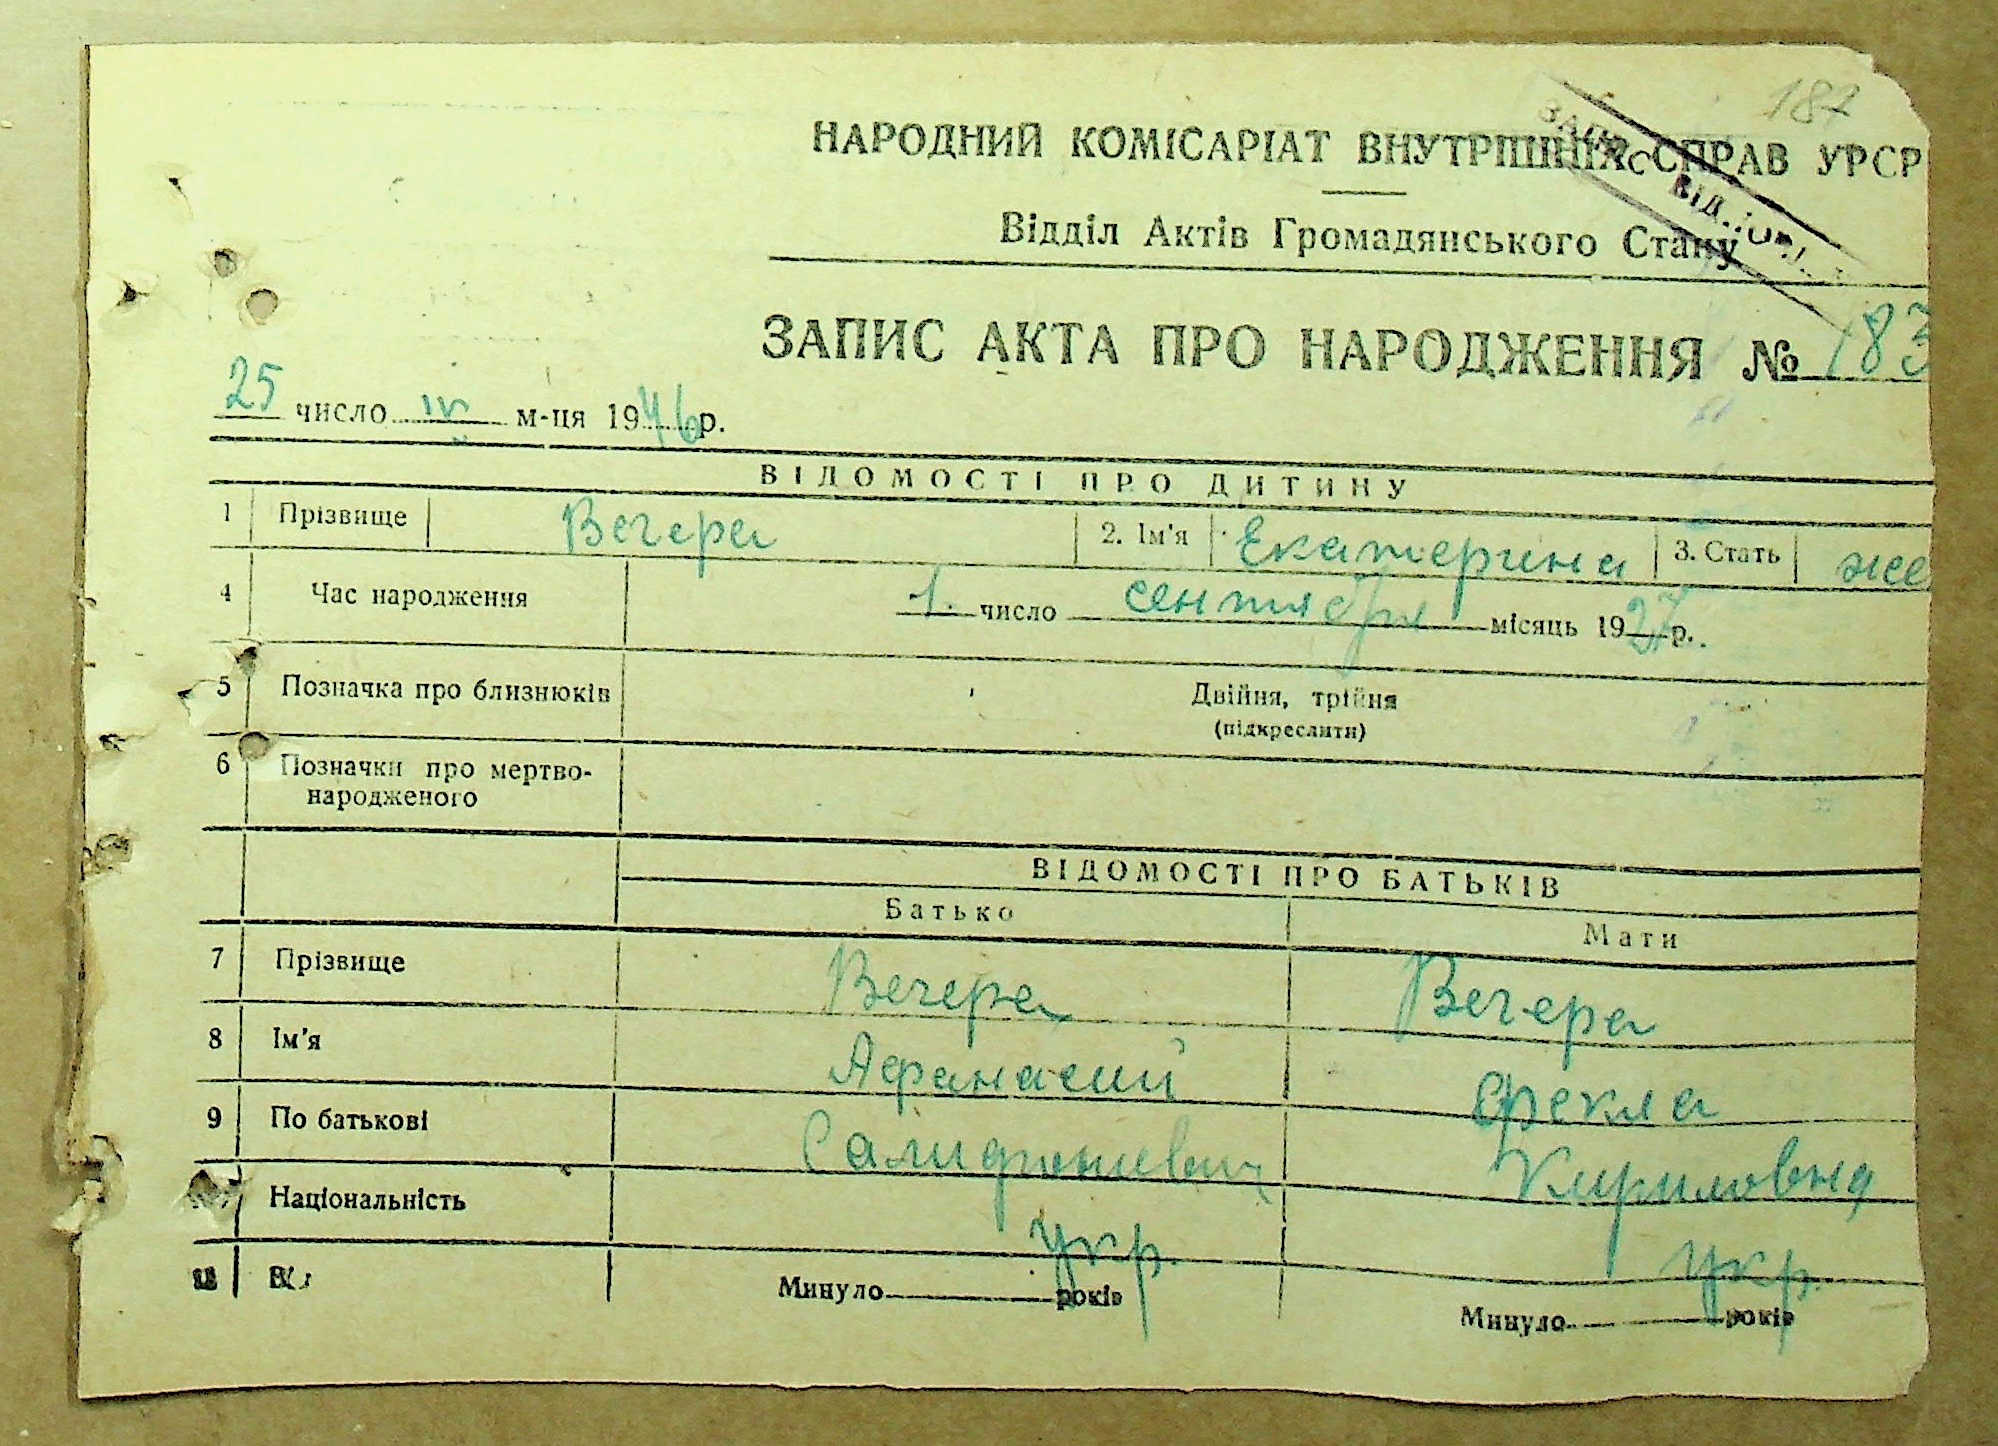 187
НАРОДНИЙ КОМІСАРІАТ ВНУТРІШНІХ СПРАВ УРСР
Відділ Актів Громадянського Стану
ЗАПИС АКТА ПРО НАРОДЖЕННЯ № 183
25 число IV м-ця 1946 р.
ВІДОМОСТІ ПРО ДИТИНУ
1 Прізвище Вечера 2. Ім'я Екатерина 3. Стать же
4 Час народження 1. число сентября місяць 1927 р.
5 Позначка про близнюків Двійня, трійня
(підкреслити)
6 Позначки про мертво-
народженого
ВІДОМОСТІ ПРО БАТЬКІВ
Батько Мати
7 Прізвище Вечера Вечера
8 Ім'я Афанасий Фекла
9 По батькові Кириловна
Національність укр. укр.
Минуло років Минуло років